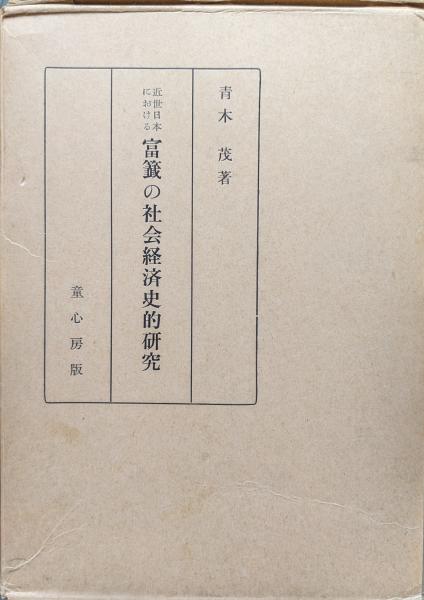 青木 茂著
近世日本
における
富籤の社会経済史的研究
童心房版